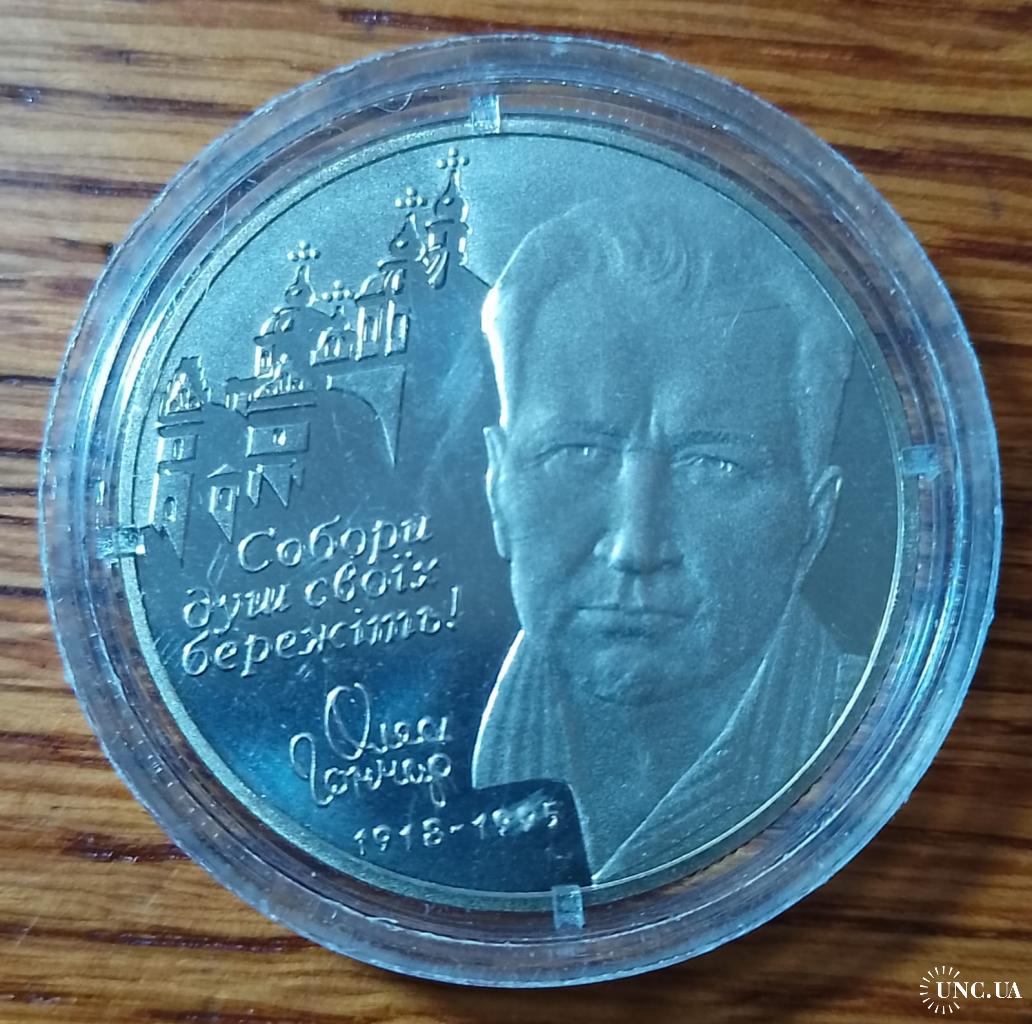 Собори
душ своїх
бережіть!
Олесь
Гончар
1918-1995
UNC.UA